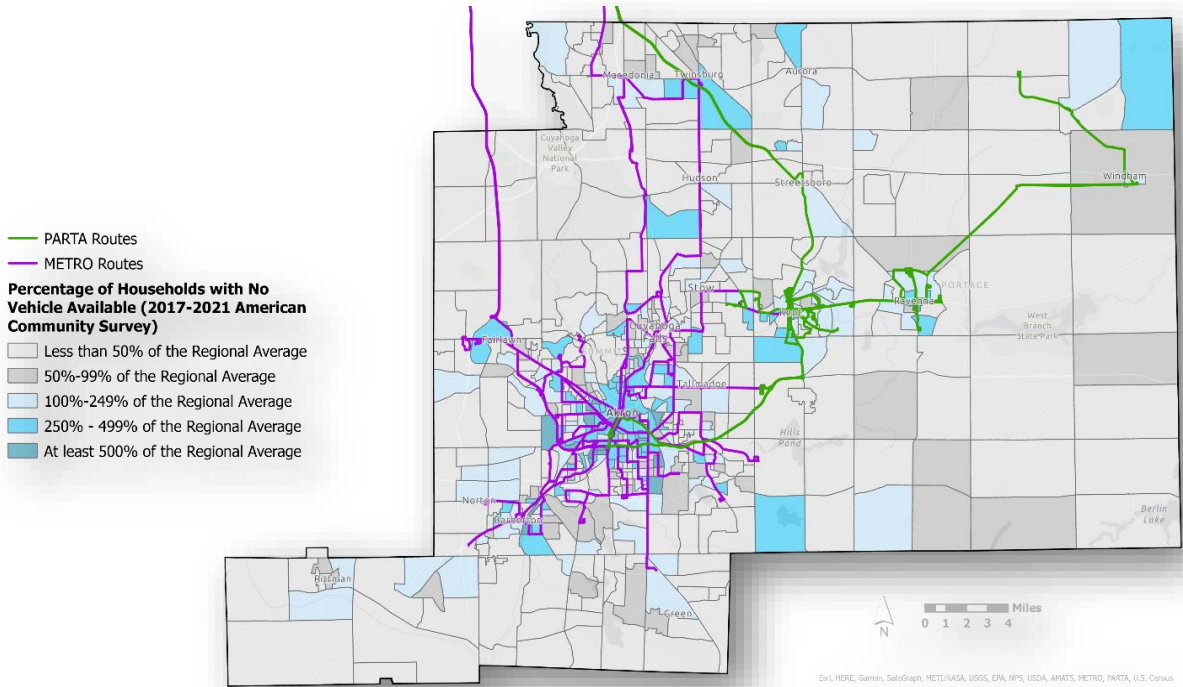 PARTA Routes
METRO Routes
Percentage of Households with No
Vehicle Available (2017-2021 American
Community Survey)
Less than 50% of the Regional Average
50%-99% of the Regional Average
100%-249% of the Regional Average
250% - 499% of the Regional Average
At least 500% of the Regional Average
Macedonia
Twinsburg
Aurora
Cuyahoga
Valley
National
Park
Hudson
Streetsboro
Windham
Stow
Kent
Ravenna
PORTAGE
West
Branch
State Park
Fairlawn
Cuyahoga
Falls
SUMMIT
Tallmadge
Akron
Hills
Pond
Norton
Barberton
Berlin
Lake
Rittman
Green
N
Miles
0 1 2 3 4
Esri, HERE, Garmin, SafeGraph, METI/NASA, USGS, EPA, NPS, USDA, AMATS, METRO, PARTA, U.S. Census